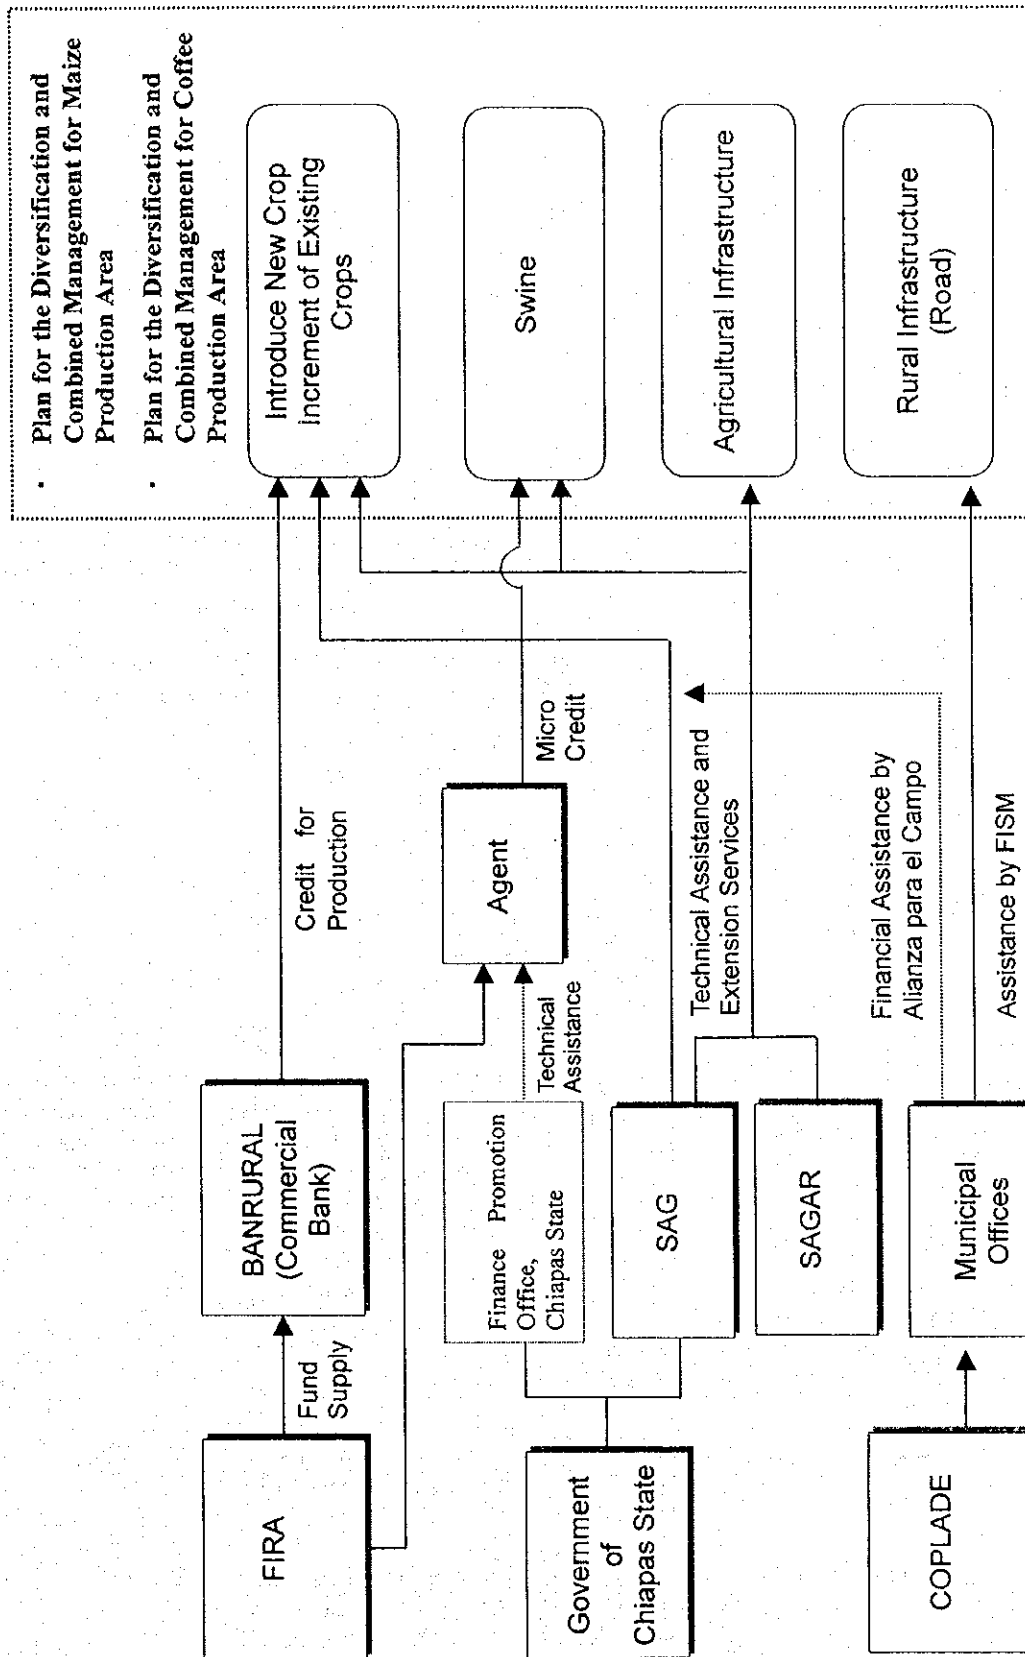 • Plan for the Diversification and
Combined Management for Maize
Production Area
• Plan for the Diversification and
Combined Management for Coffee
Production Area
Introduce New Crop
Increment of Existing
Crops
Swine
Agricultural Infrastructure
Rural Infrastructure
(Road)
Credit for
Production
Micro
Credit
Agent
Technical Assistance and
Extension Services
Financial Assistance by
Alianza para el Campo
Assistance by FISM
Technical
Assistance
BANRURAL
(Commercial
Bank)
Finance Promotion
Office,
Chiapas State
SAG
SAGAR
Municipal
Offices
Fund
Supply
FIRA
Government
of
Chiapas State
COPLADE